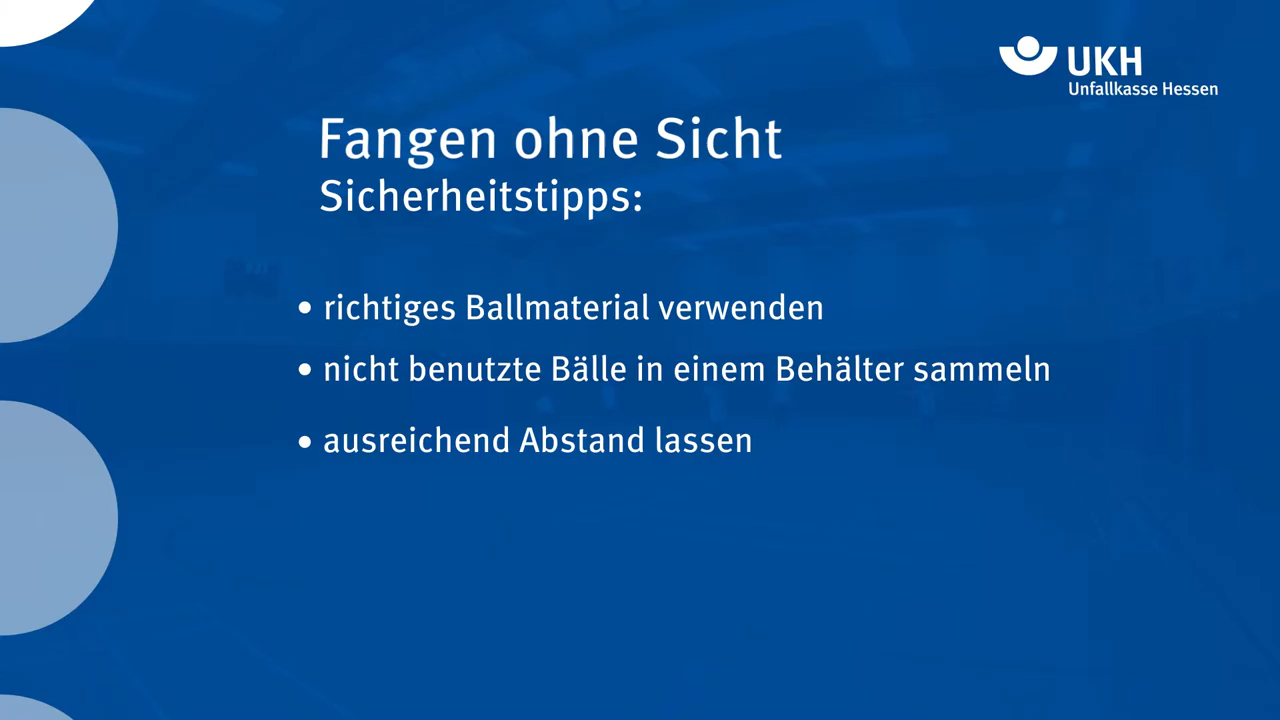 UKH
Unfallkasse Hessen
Fangen ohne Sicht
Sicherheitstipps:
• richtiges Ballmaterial verwenden
• nicht benutzte Bälle in einem Behälter sammeln
• ausreichend Abstand lassen